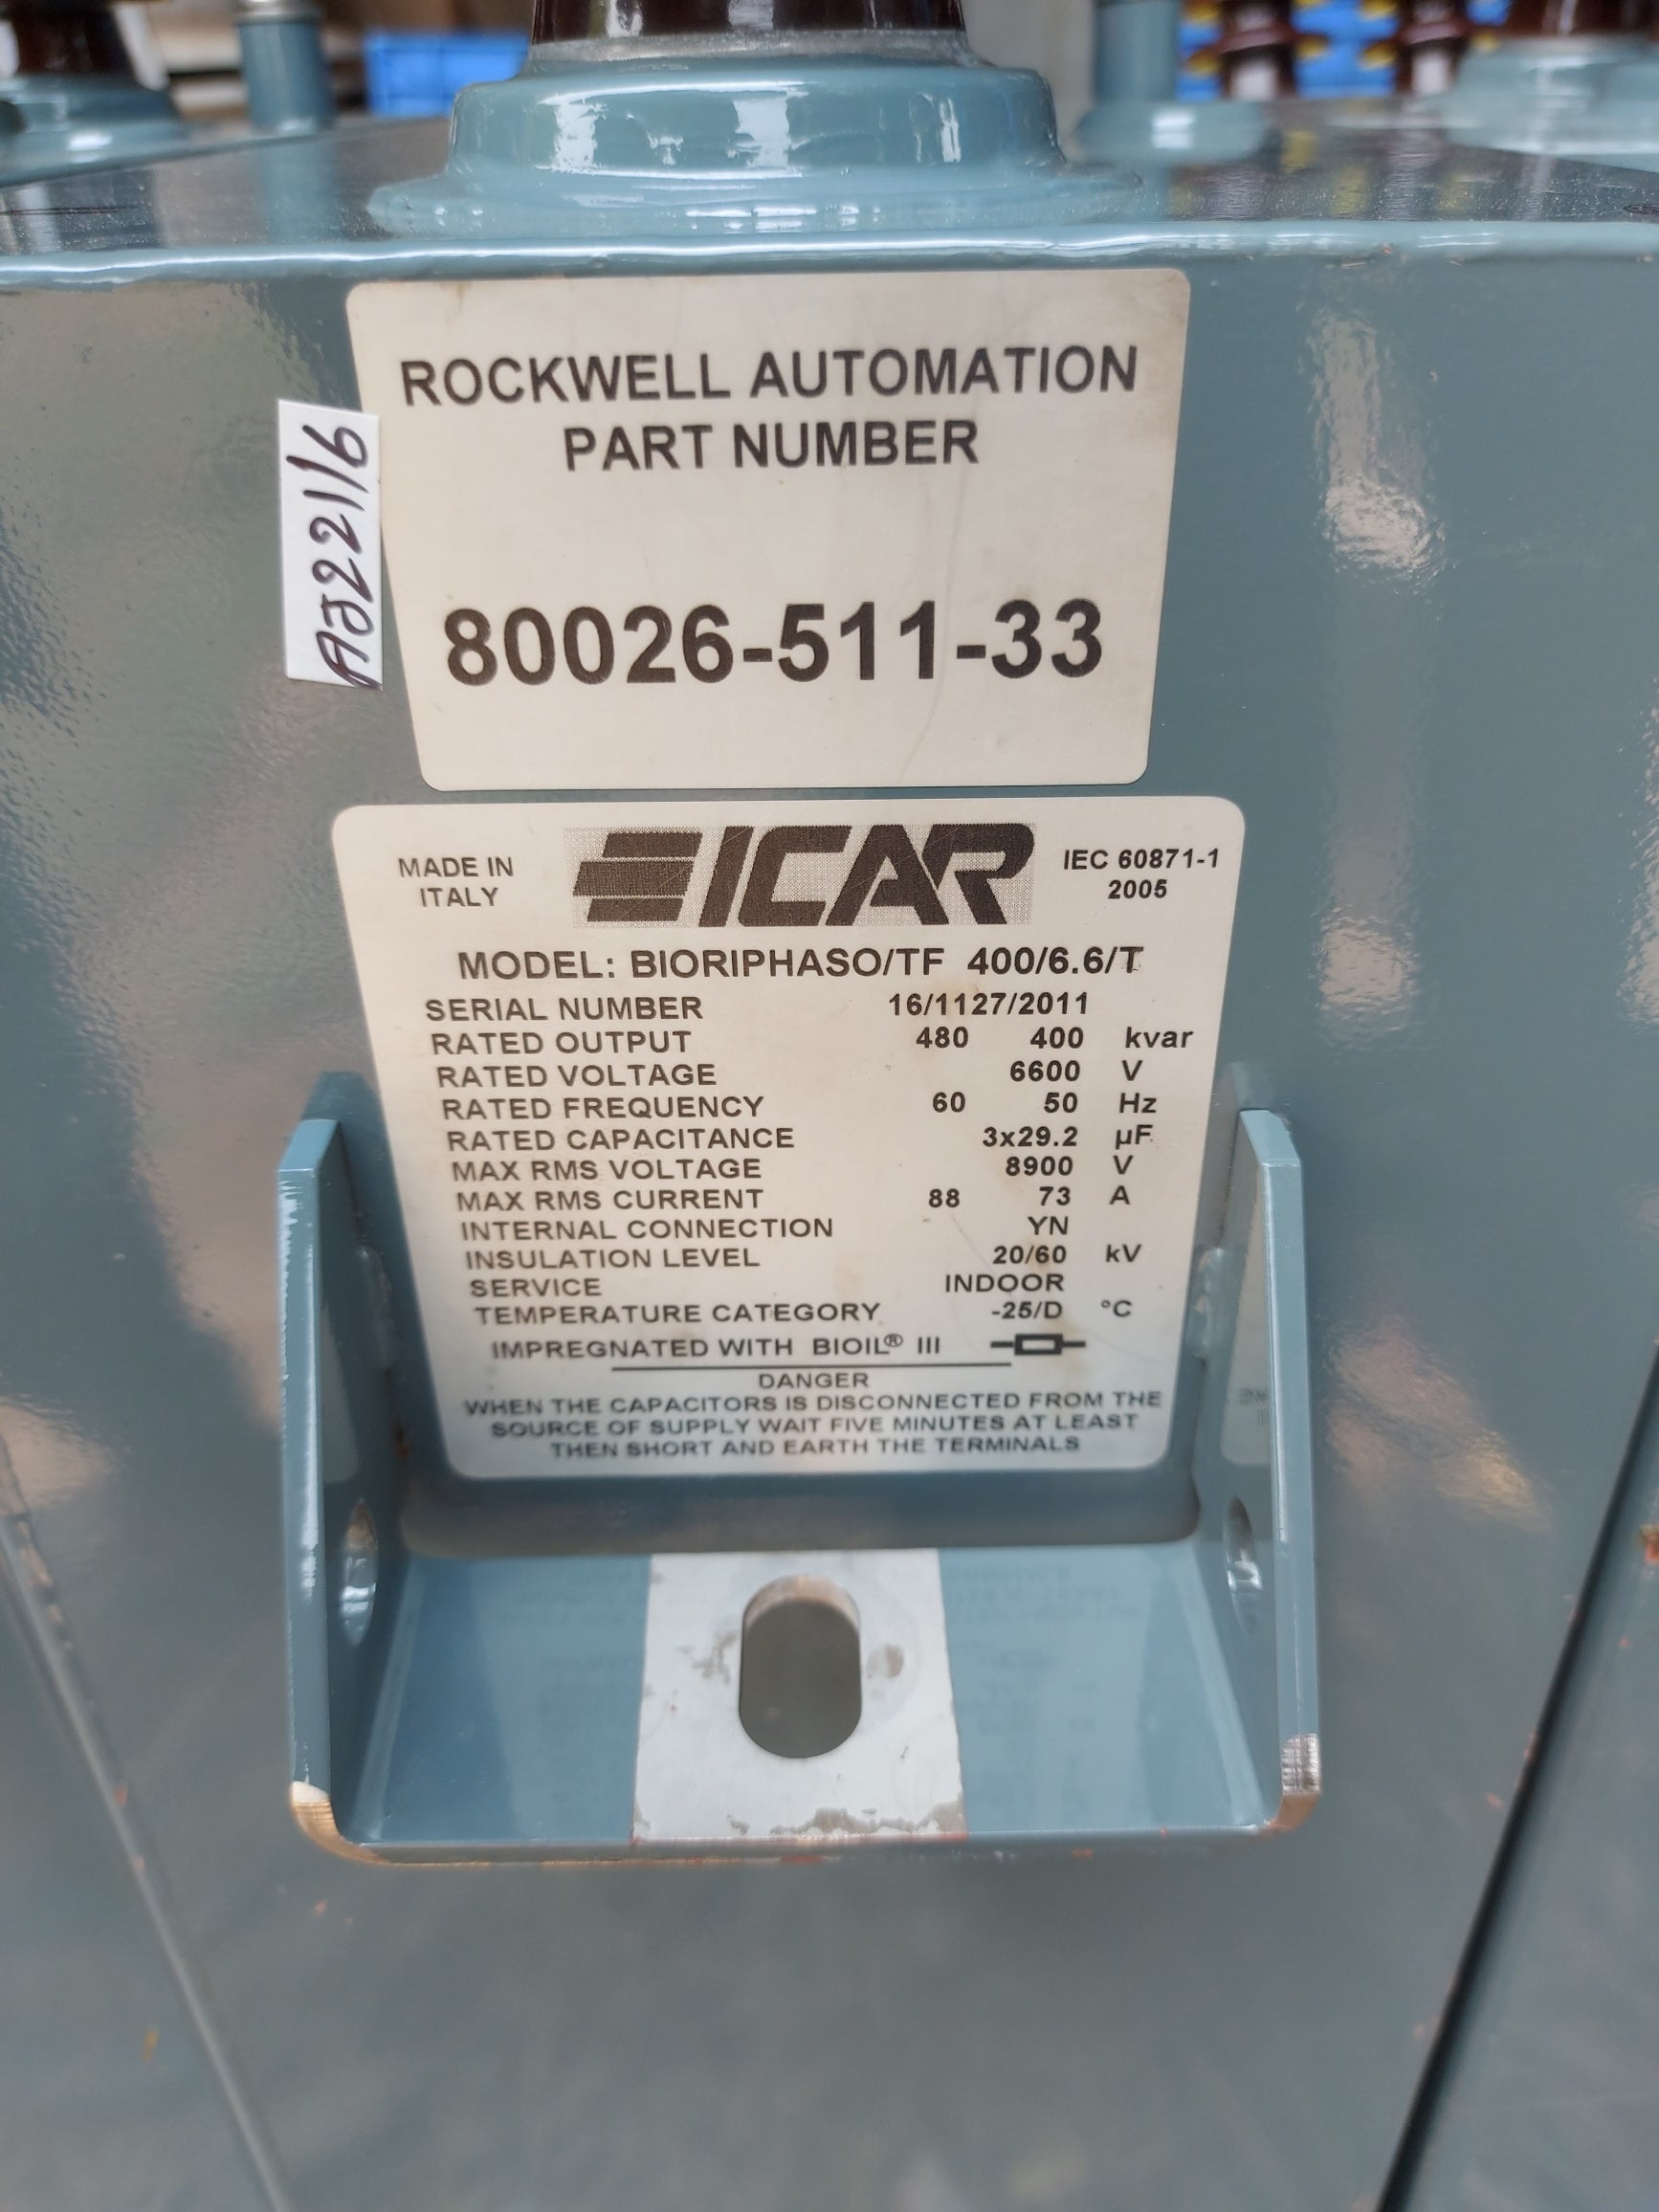 ROCKWELL AUTOMATION
PART NUMBER
AJ22116
80026-511-33
MADE IN
ITALY
ICAR
IEC 60871-1
2005
MODEL: BIORIPHASO/TF 400/6.6/T
SERIAL NUMBER 16/1127/2011
RATED OUTPUT 480 400 kvar
RATED VOLTAGE 6600 V
RATED FREQUENCY 60 50 Hz
RATED CAPACITANCE 3x29.2 µF
MAX RMS VOLTAGE 8900 V
MAX RMS CURRENT 88 73 A
INTERNAL CONNECTION YN
INSULATION LEVEL 20/60 kV
SERVICE INDOOR
TEMPERATURE CATEGORY -25/D °C
IMPREGNATED WITH BIOIL® III
DANGER
WHEN THE CAPACITORS IS DISCONNECTED FROM THE
SOURCE OF SUPPLY WAIT FIVE MINUTES AT LEAST
THEN SHORT AND EARTH THE TERMINALS